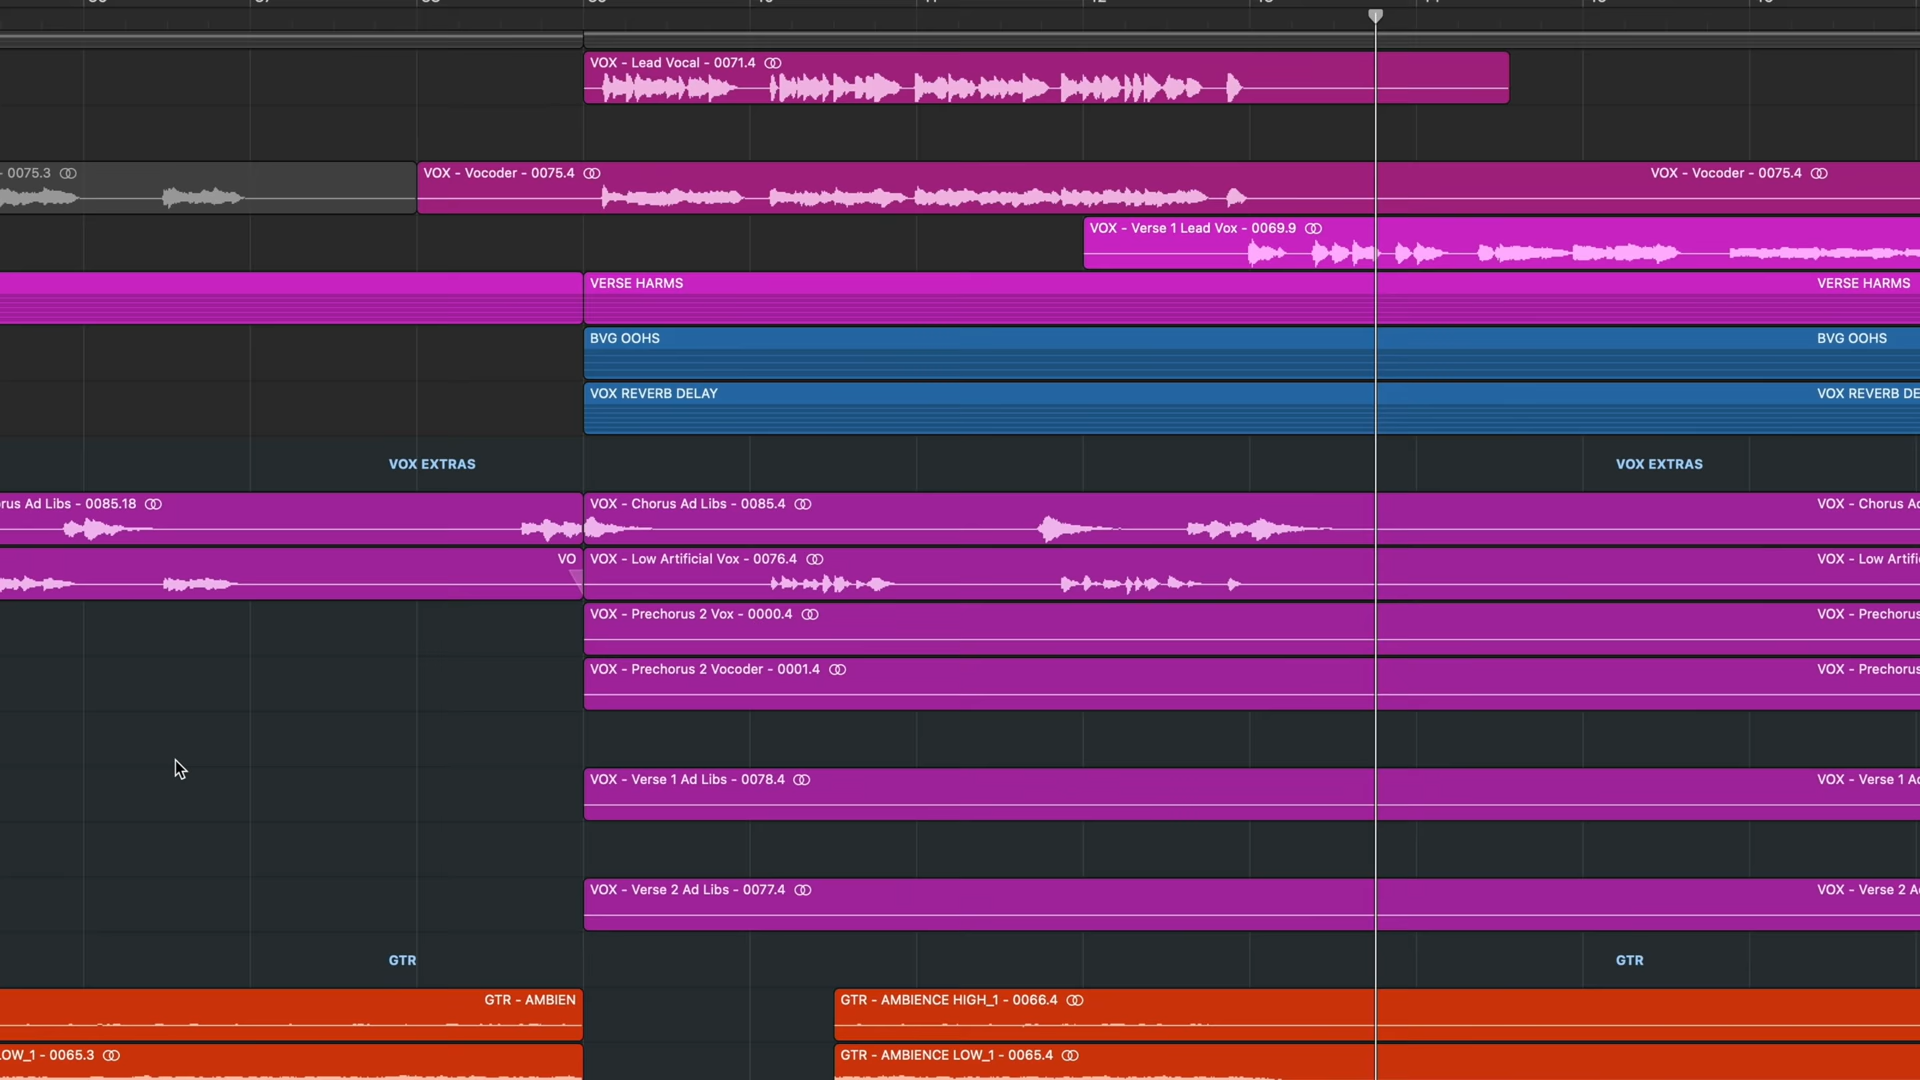 VOX - Lead Vocal - 0071.4
- 0075.3
VOX - Vocoder - 0075.4
VOX - Vocoder - 0075.4
VOX - Verse 1 Lead Vox - 0069.9
VERSE HARMS
VERSE HARMS
BVG OOHS
BVG OOHS
VOX REVERB DELAY
VOX REVERB DE
VOX EXTRAS
VOX EXTRAS
rus Ad Libs - 0085.18
VOX - Chorus Ad Libs - 0085.4
VOX - Chorus Ad
VO
VOX - Low Artificial Vox - 0076.4
VOX - Low Artifi
VOX - Prechorus 2 Vox - 0000.4
VOX - Prechorus
VOX - Prechorus 2 Vocoder - 0001.4
VOX - Prechorus
VOX - Verse 1 Ad Libs - 0078.4
VOX - Verse 1 Ad
VOX - Verse 2 Ad Libs - 0077.4
VOX - Verse 2 A
GTR
GTR
GTR - AMBIEN
GTR - AMBIENCE HIGH_1 - 0066.4
OW_1 - 0065.3
GTR - AMBIENCE LOW_1 - 0065.4